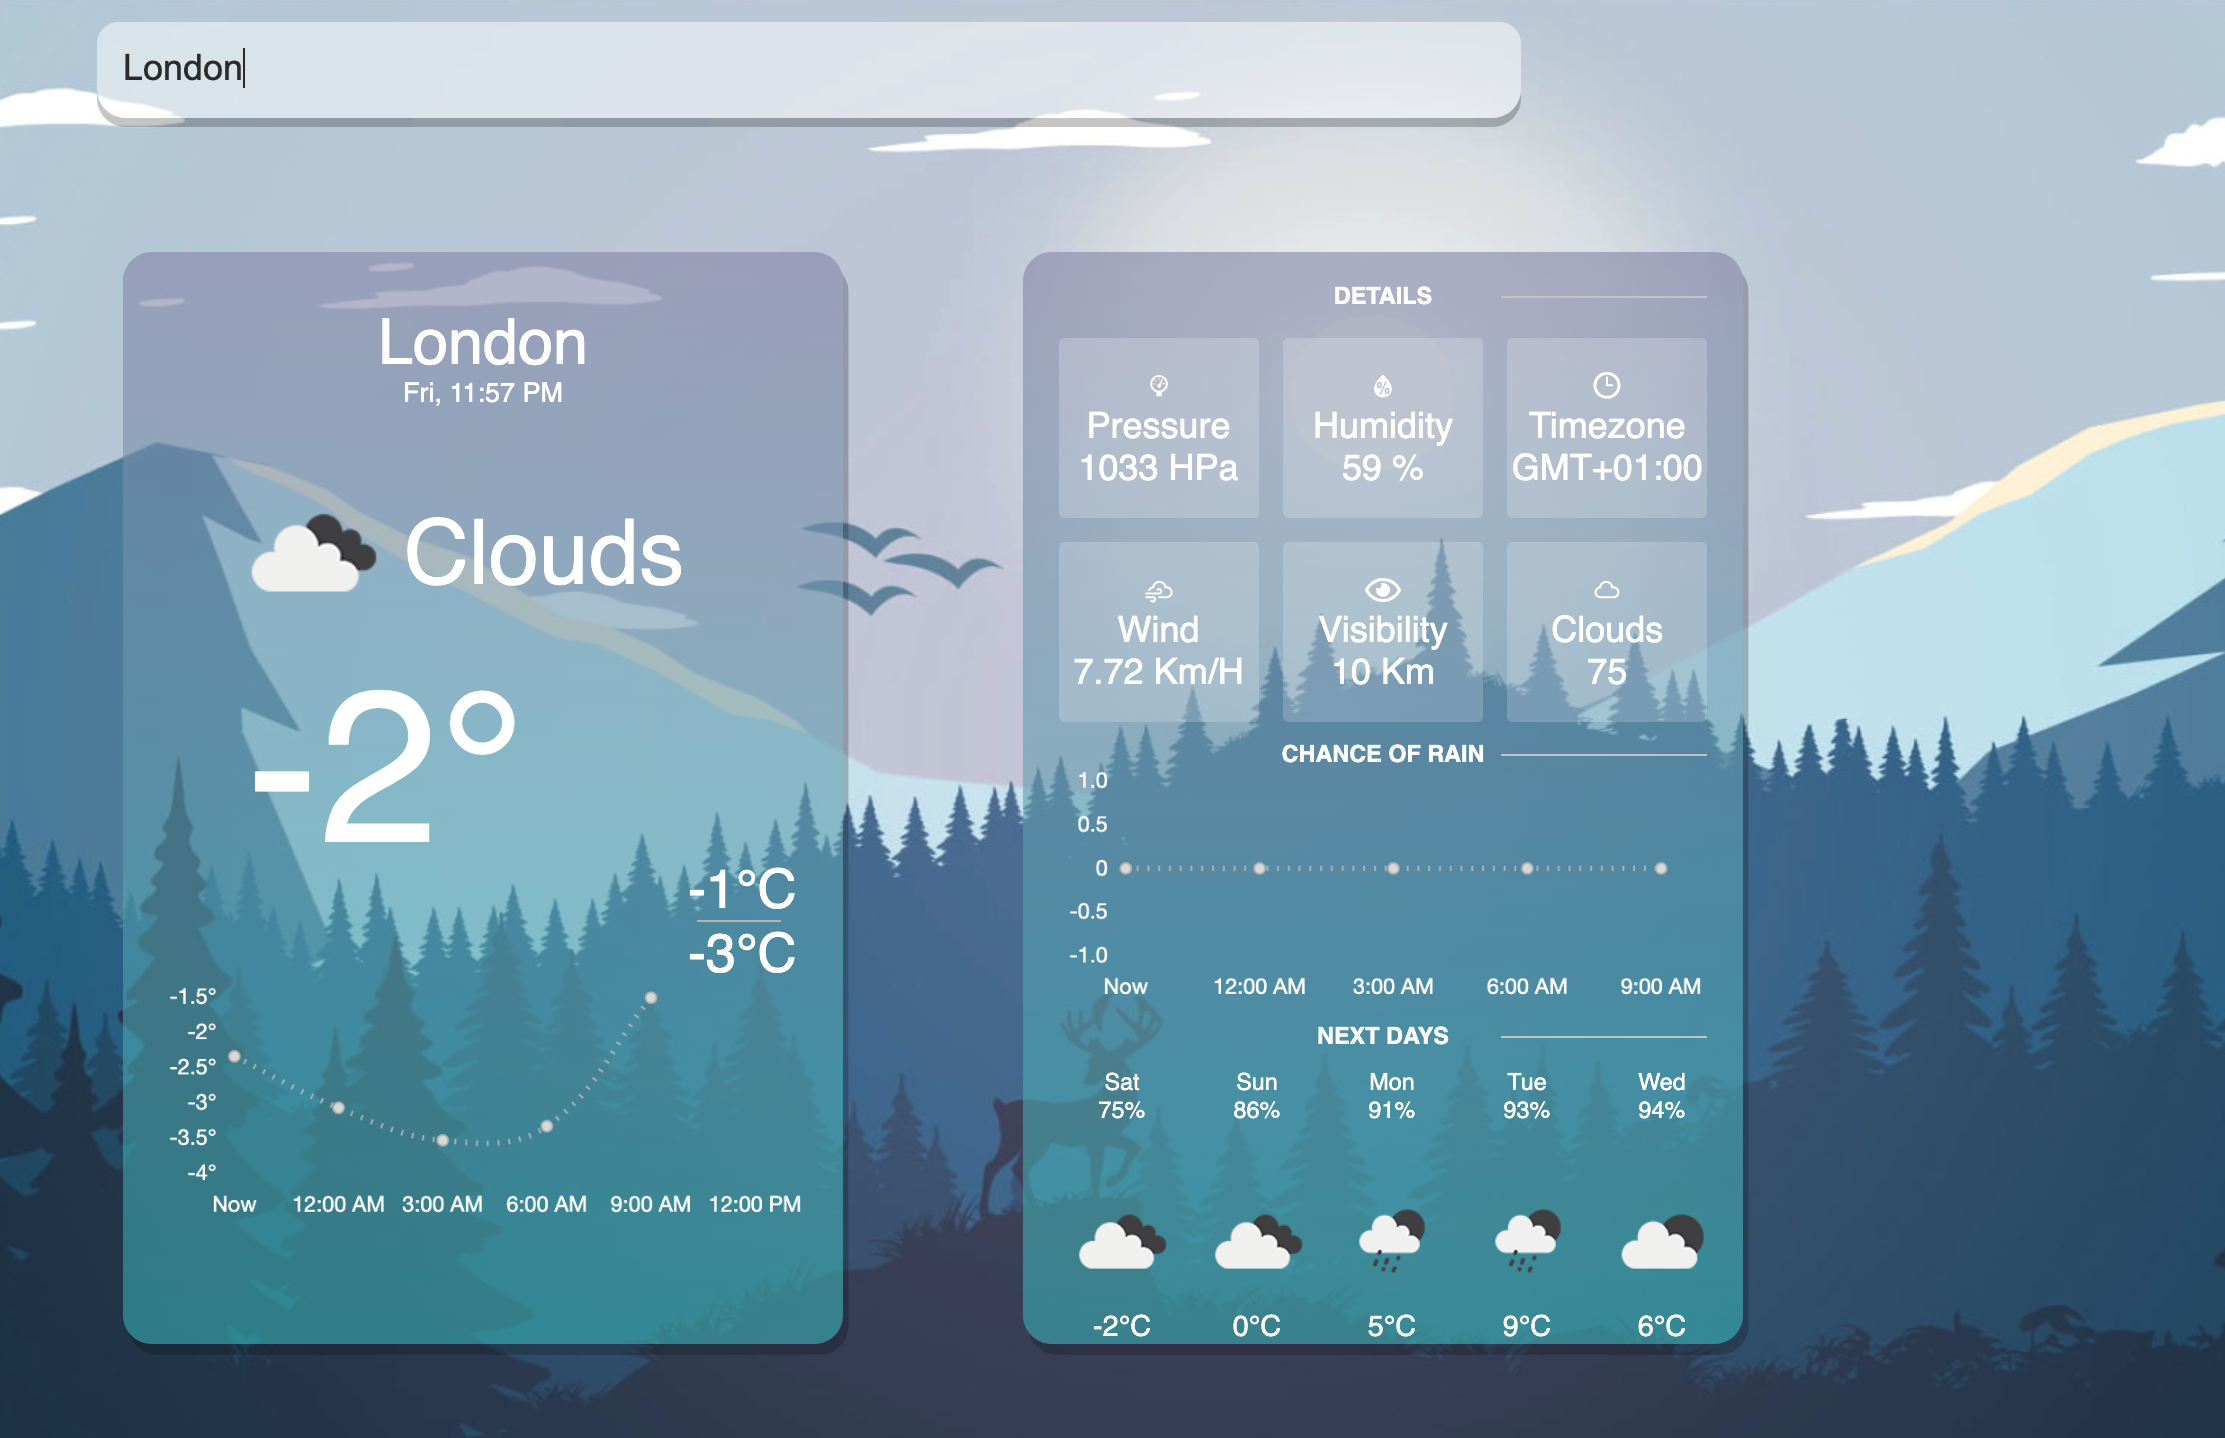 London
London
Fri, 11:57 PM
Clouds
-2°
-1°C
-3°C
-1.5°
-2°
-2.5°
-3°
-3.5°
-4°
Now 12:00 AM 3:00 AM 6:00 AM 9:00 AM 12:00 PM
DETAILS
Pressure
1033 HPa
Humidity
59 %
Timezone
GMT+01:00
Wind
7.72 Km/H
Visibility
10 Km
Clouds
75
CHANCE OF RAIN
1.0
0.5
0
-0.5
-1.0
Now 12:00 AM 3:00 AM 6:00 AM 9:00 AM
NEXT DAYS
Sat Sun Mon Tue Wed
75% 86% 91% 93% 94%
-2°C 0°C 5°C 9°C 6°C